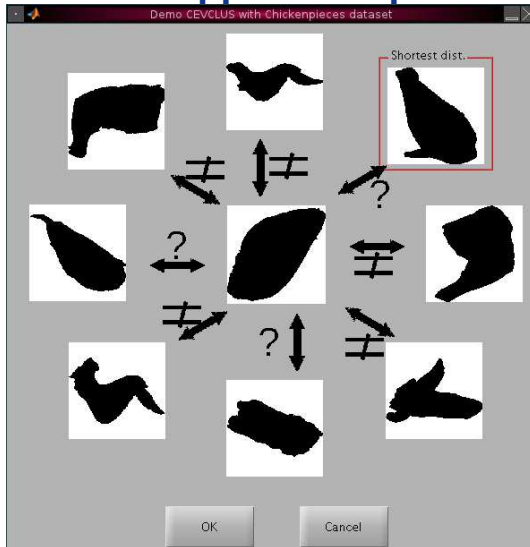 Demo CEVCLUS with Chickenpieces dataset
Shortest dist.
≠
≠
?
?
≠
≠
?
≠
OK
Cancel